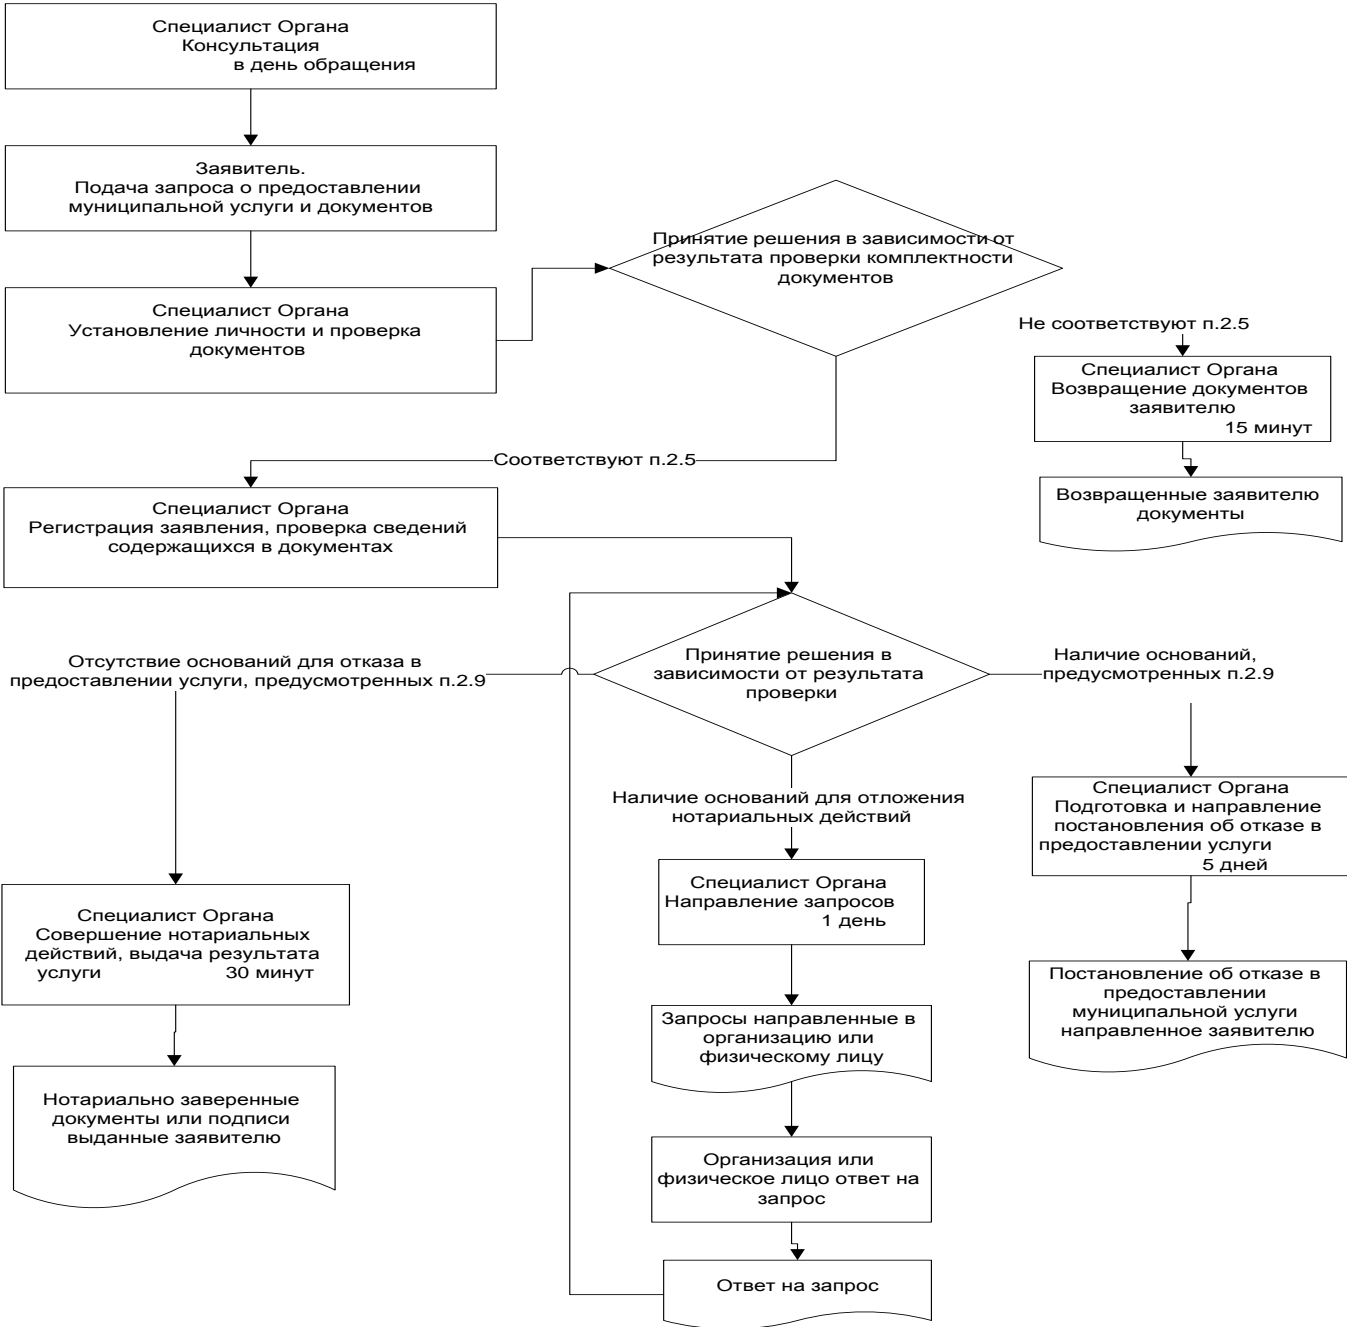 Специалист Органа
Консультация
в день обращения
Заявитель.
Подача запроса о предоставлении
муниципальной услуги и документов
Специалист Органа
Установление личности и проверка
документов
Принятие решения в зависимости от
результата проверки комплектности
документов
Не соответствуют п.2.5
Специалист Органа
Возвращение документов
заявителю
15 минут
Возвращенные заявителю
документы
Соответствуют п.2.5
Специалист Органа
Регистрация заявления, проверка сведений
содержащихся в документах
Принятие решения в
зависимости от результата
проверки
Отсутствие оснований для отказа в
предоставлении услуги, предусмотренных п.2.9
Специалист Органа
Совершение нотариальных
действий, выдача результата
услуги 30 минут
Нотариально заверенные
документы или подписи
выданные заявителю
Наличие оснований для отложения
нотариальных действий
Специалист Органа
Направление запросов
1 день
Запросы направленные в
организацию или
физическому лицу
Организация или
физическое лицо ответ на
запрос
Ответ на запрос
Наличие оснований,
предусмотренных п.2.9
Специалист Органа
Подготовка и направление
постановления об отказе в
предоставлении услуги
5 дней
Постановление об отказе в
предоставлении
муниципальной услуги
направленное заявителю